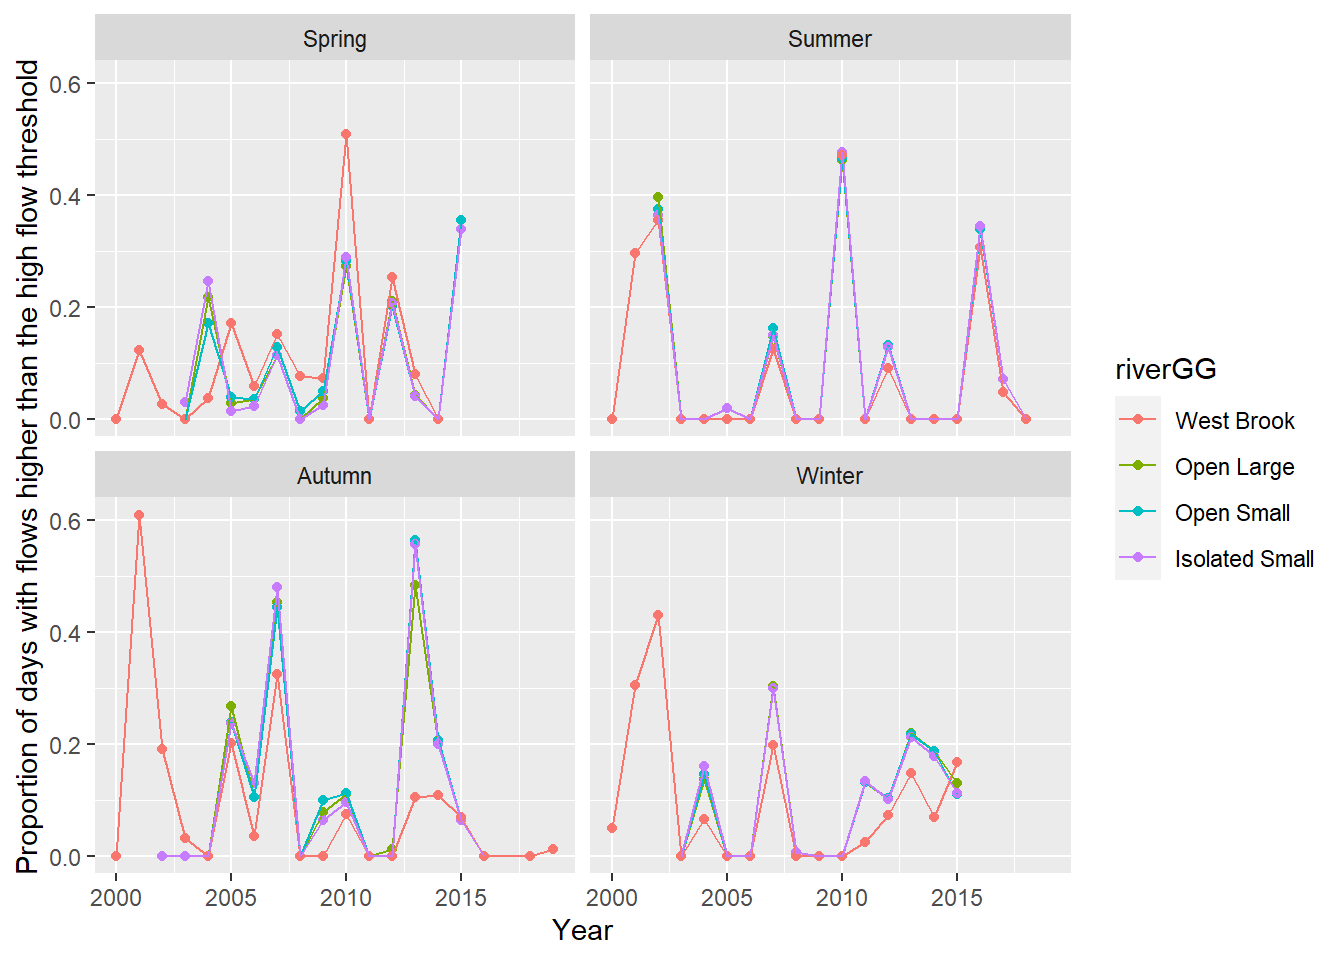 Spring
Summer
0.6
0.4
0.2
0.0
Autumn
Winter
0.6
0.4
0.2
0.0
2000
2005
2010
2015
2000
2005
2010
2015
Year
Proportion of days with flows higher than the high flow threshold
riverGG
West Brook
Open Large
Open Small
Isolated Small